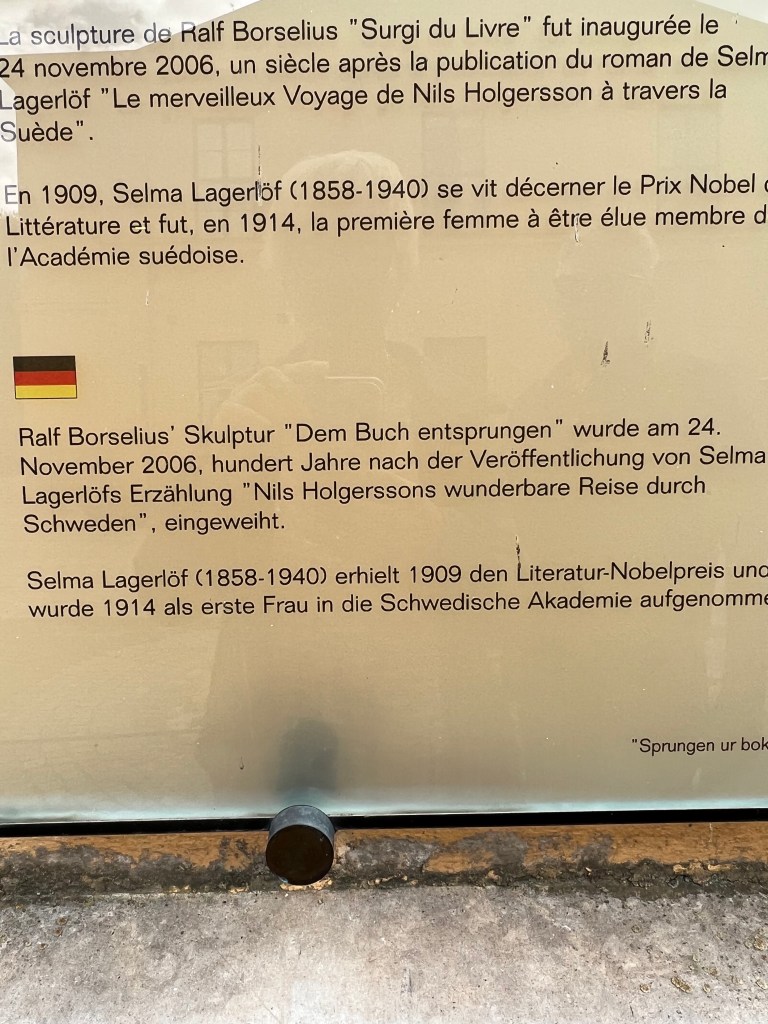 La sculpture de Ralf Borselius "Surgi du Livre" fut inaugurée le
24 novembre 2006, un siècle après la publication du roman de Selm
Lagerlöf "Le merveilleux Voyage de Nils Holgersson à travers la
Suède".
En 1909, Selma Lagerlöf (1858-1940) se vit décerner le Prix Nobel d
Littérature et fut, en 1914, la première femme à être élue membre d
l'Académie suédoise.
Ralf Borselius' Skulptur "Dem Buch entsprungen" wurde am 24.
November 2006, hundert Jahre nach der Veröffentlichung von Selma
Lagerlöfs Erzählung "Nils Holgerssons wunderbare Reise durch
Schweden", eingeweiht.
Selma Lagerlöf (1858-1940) erhielt 1909 den Literatur-Nobelpreis und
wurde 1914 als erste Frau in die Schwedische Akademie aufgenomme
"Sprungen ur bok